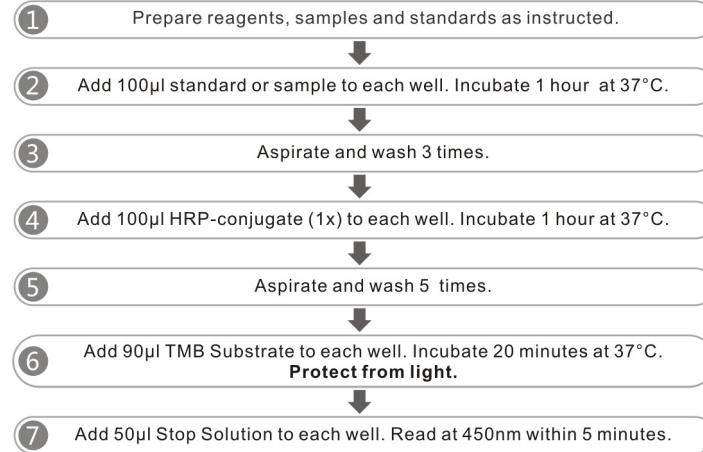 1 Prepare reagents, samples and standards as instructed.
2 Add 100µl standard or sample to each well. Incubate 1 hour at 37°C.
3 Aspirate and wash 3 times.
4 Add 100µl HRP-conjugate (1x) to each well. Incubate 1 hour at 37°C.
5 Aspirate and wash 5 times.
6 Add 90µl TMB Substrate to each well. Incubate 20 minutes at 37°C.
Protect from light.
7 Add 50µl Stop Solution to each well. Read at 450nm within 5 minutes.